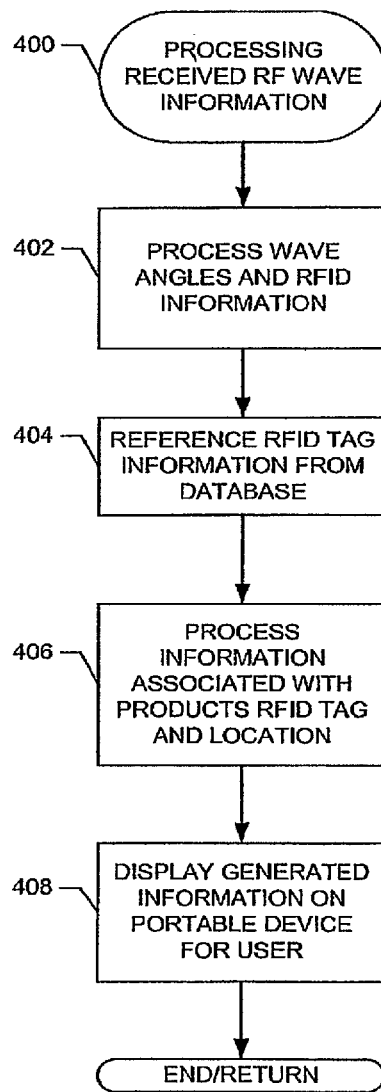 400
PROCESSING
RECEIVED RF WAVE
INFORMATION
402
PROCESS WAVE
ANGLES AND RFID
INFORMATION
404
REFERENCE RFID TAG
INFORMATION FROM
DATABASE
406
PROCESS
INFORMATION
ASSOCIATED WITH
PRODUCTS RFID TAG
AND LOCATION
408
DISPLAY GENERATED
INFORMATION ON
PORTABLE DEVICE
FOR USER
END/RETURN